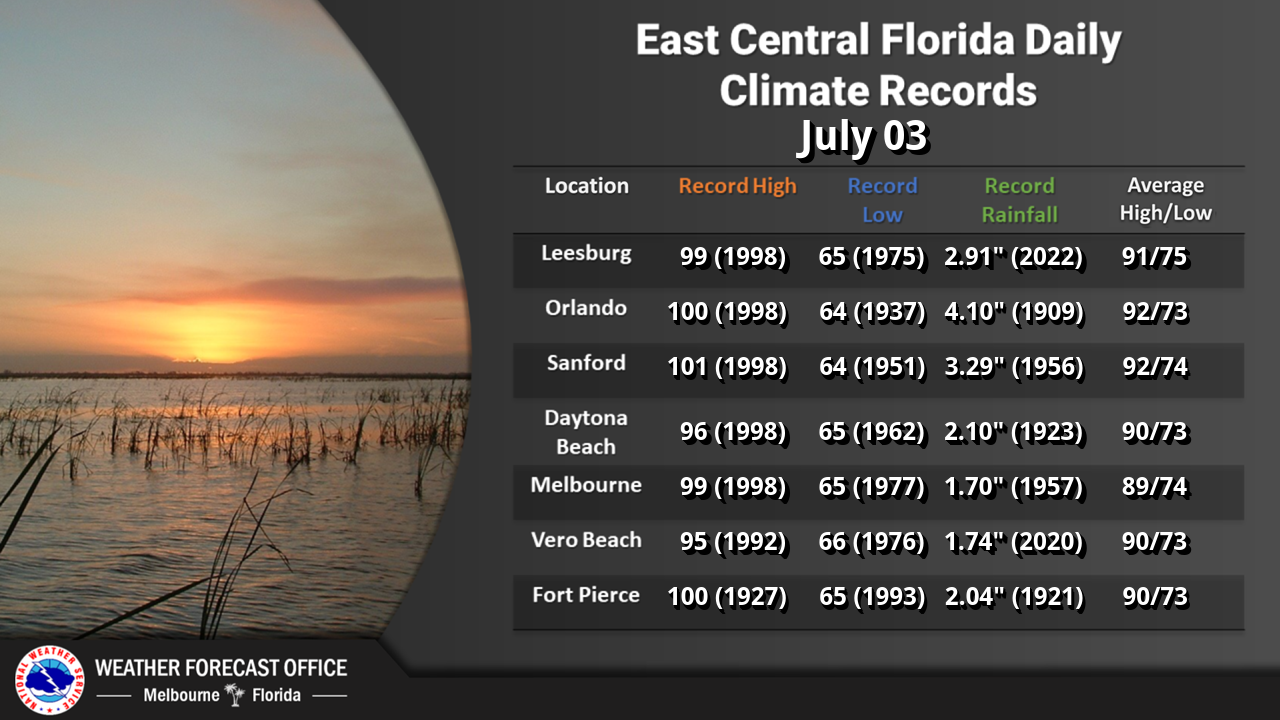 East Central Florida Daily
Climate Records
July 03
Location Record High Record Low Record Rainfall Average High/Low
Leesburg 99 (1998) 65 (1975) 2.91" (2022) 91/75
Orlando 100 (1998) 64 (1937) 4.10" (1909) 92/73
Sanford 101 (1998) 64 (1951) 3.29" (1956) 92/74
Daytona Beach 96 (1998) 65 (1962) 2.10" (1923) 90/73
Melbourne 99 (1998) 65 (1977) 1.70" (1957) 89/74
Vero Beach 95 (1992) 66 (1976) 1.74" (2020) 90/73
Fort Pierce 100 (1927) 65 (1993) 2.04" (1921) 90/73
NATIONAL WEATHER SERVICE
WEATHER FORECAST OFFICE
Melbourne Florida